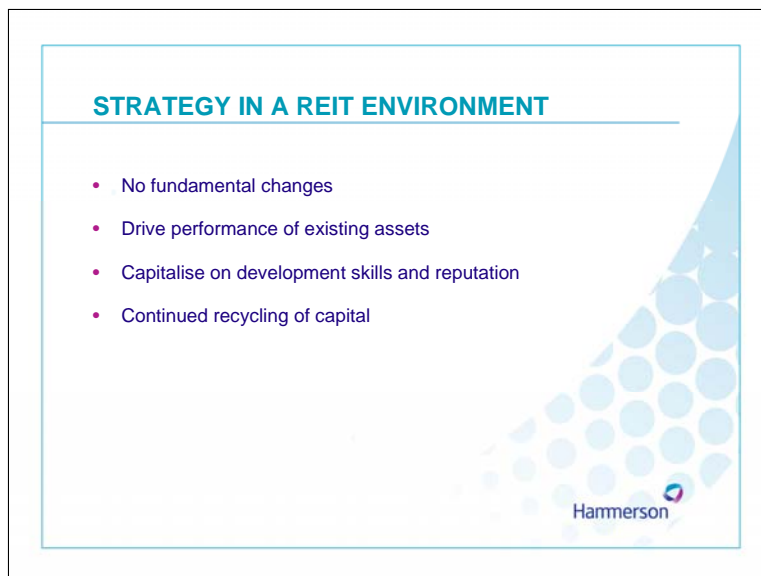 STRATEGY IN A REIT ENVIRONMENT
• No fundamental changes
• Drive performance of existing assets
• Capitalise on development skills and reputation
• Continued recycling of capital
Hammerson